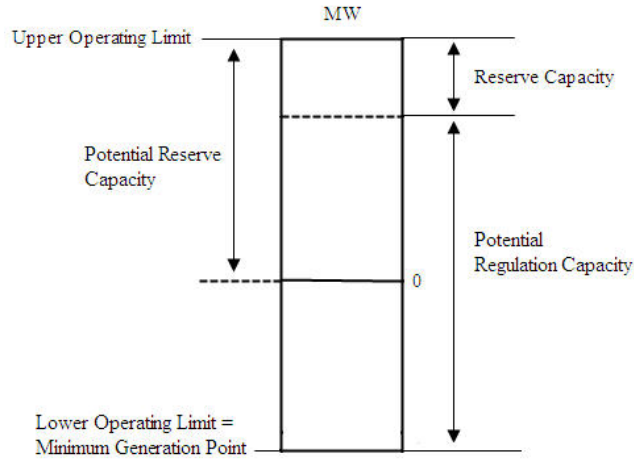 MW
Upper Operating Limit
Reserve Capacity
Potential Reserve
Capacity
Potential
Regulation Capacity
0
Lower Operating Limit =
Minimum Generation Point